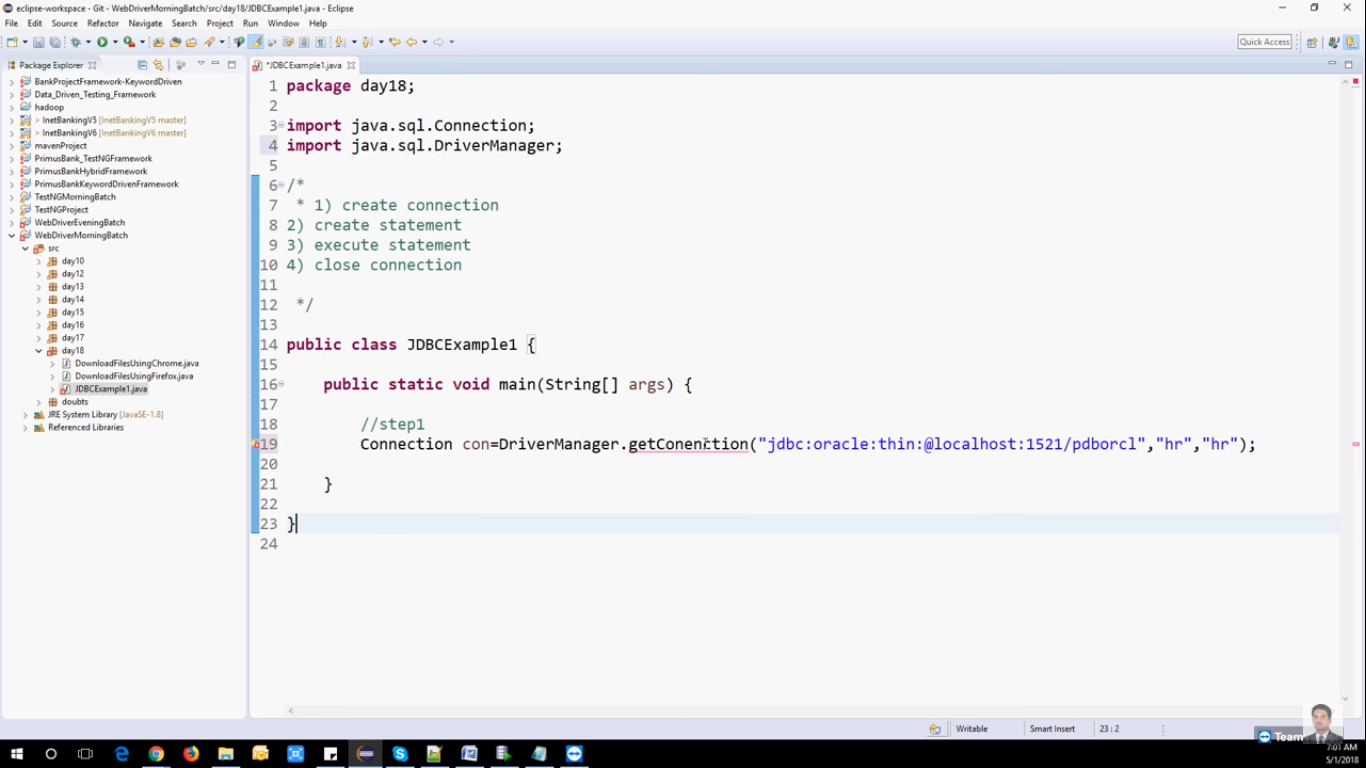 eclipse-workspace - Git - WebDriverMorningBatch/src/day18/JDBCExample1.java - Eclipse
File Edit Source Refactor Navigate Search Project Run Window Help
Quick Access
Package Explorer
*JDBCExample1.java
BankProjectFramework-KeywordDriven
Data_Driven_Testing_Framework
hadoop
> InetBankingV5 [InetBankingV5 master]
> InetBankingV6 [InetBankingV6 master]
mavenProject
PrimusBank_TestNGFramework
PrimusBankHybridFramework
PrimusBankKeywordDrivenFramework
TestNGMorningBatch
TestNGProject
WebDriverEveningBatch
WebDriverMorningBatch
src
day10
day12
day13
day14
day15
day16
day17
day18
DownloadFilesUsingChrome.java
DownloadFilesUsingFirefox.java
JDBCExample1.java
doubts
JRE System Library [JavaSE-1.8]
Referenced Libraries
1 package day18;
2
3 import java.sql.Connection;
4 import java.sql.DriverManager;
5
6 /*
7 * 1) create connection
8 2) create statement
9 3) execute statement
10 4) close connection
11
12 */
13
14 public class JDBCExample1 {
15
16 public static void main(String[] args) {
17
18 //step1
19 Connection con=DriverManager.getConenction("jdbc:oracle:thin:@localhost:1521/pdborcl","hr","hr");
20
21 }
22
23 }
24
Writable Smart Insert 23 : 2
Team
7:01 AM
5/1/2018